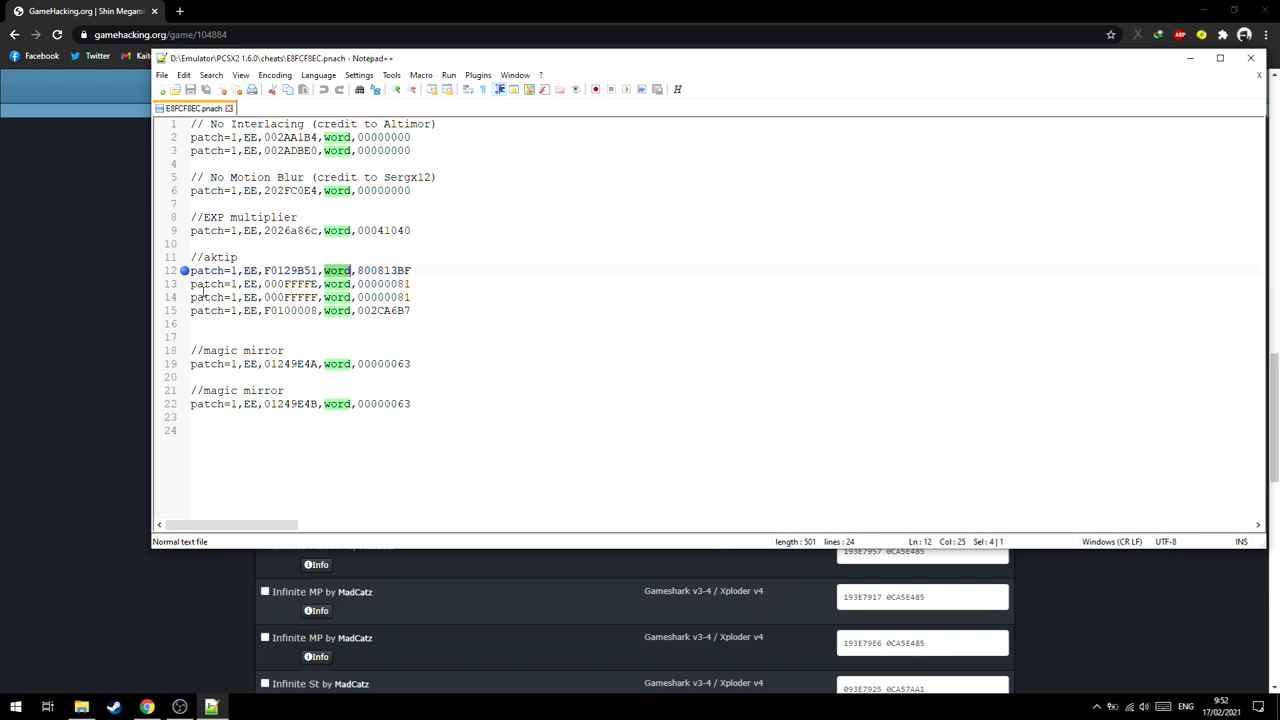 GameHacking.org | Shin Megami
gamehacking.org/game/104884
Facebook
Twitter
D:\Emulator\PCSX2 1.6.0\cheats\E8FCF8EC.pnach - Notepad++
File Edit Search View Encoding Language Settings Tools Macro Run Plugins Window ?
E8FCF8EC.pnach
1 // No Interlacing (credit to Altimor)
2 patch=1,EE,002AA1B4,word,00000000
3 patch=1,EE,002ADBE0,word,00000000
4
5 // No Motion Blur (credit to Sergx12)
6 patch=1,EE,202FC0E4,word,00000000
7
8 //EXP multiplier
9 patch=1,EE,2026a86c,word,00041040
10
11 //aktip
12 patch=1,EE,F0129B51,word,800813BF
13 patch=1,EE,000FFFFE,word,00000081
14 patch=1,EE,000FFFFF,word,00000081
15 patch=1,EE,F0100008,word,002CA6B7
16
17
18 //magic mirror
19 patch=1,EE,01249E4A,word,00000063
20
21 //magic mirror
22 patch=1,EE,01249E4B,word,00000063
23
24
Normal text file length : 501 lines : 24 Ln : 12 Col : 25 Sel : 4 | 1 Windows (CR LF) UTF-8 INS
193E7957 0CA5E485
Info
Infinite MP by MadCatz Gameshark v3-4 / Xploder v4 193E7917 0CA5E485
Info
Infinite MP by MadCatz Gameshark v3-4 / Xploder v4 193E79E6 0CA5E485
Info
Infinite St by MadCatz Gameshark v3-4 / Xploder v4 093E7925 0CA57AA1
ENG
9:52
17/02/2021